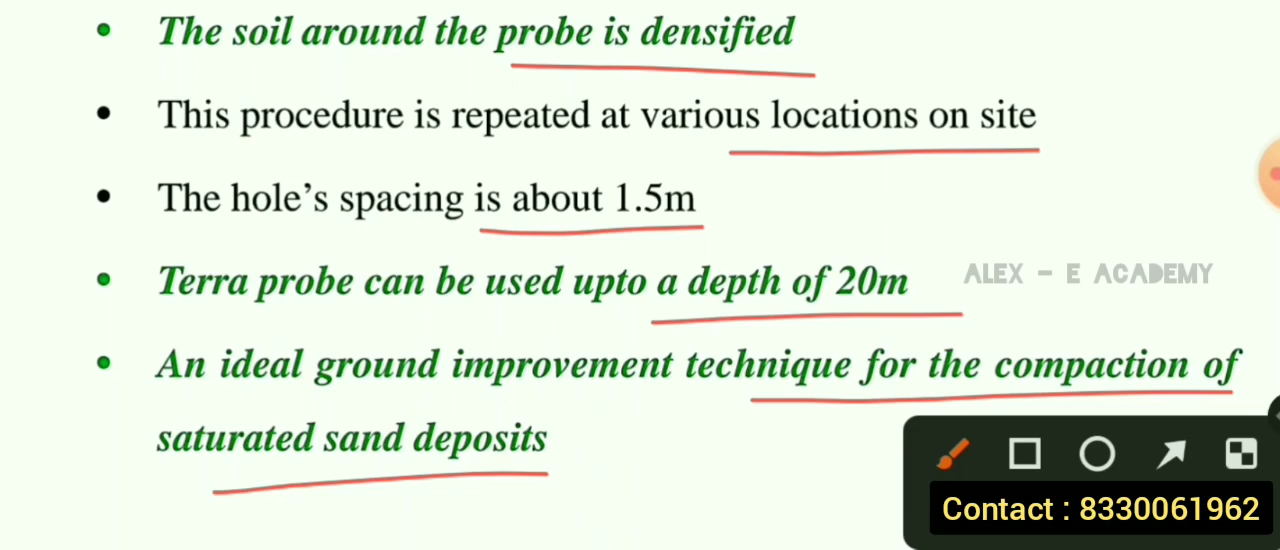 The soil around the probe is densified
This procedure is repeated at various locations on site
The hole's spacing is about 1.5m
Terra probe can be used upto a depth of 20m
ALEX - E ACADEMY
An ideal ground improvement technique for the compaction of
saturated sand deposits
Contact : 8330061962